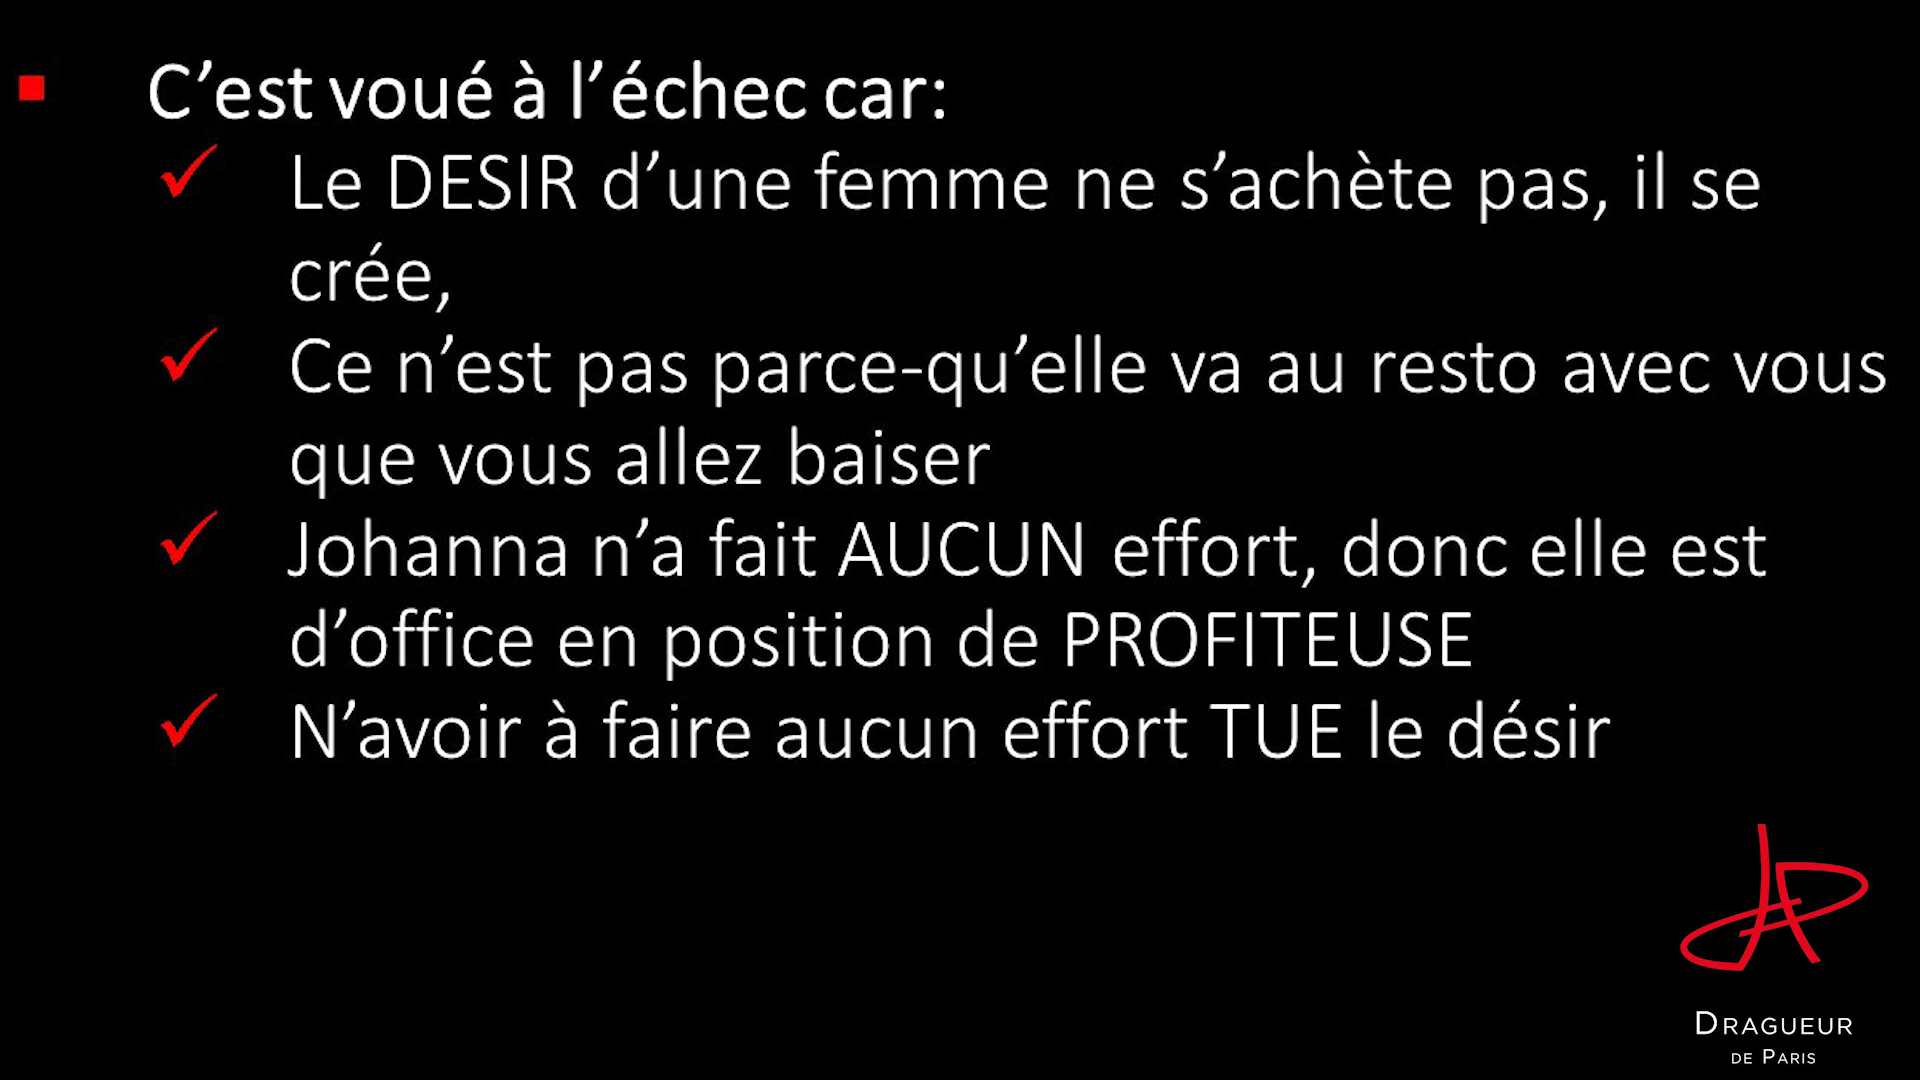 C’est voué à l’échec car:
Le DESIR d’une femme ne s’achète pas, il se
crée,
Ce n’est pas parce-qu’elle va au resto avec vous
que vous allez baiser
Johanna n’a fait AUCUN effort, donc elle est
d’office en position de PROFITEUSE
N’avoir à faire aucun effort TUE le désir
DRAGUEUR
DE PARIS